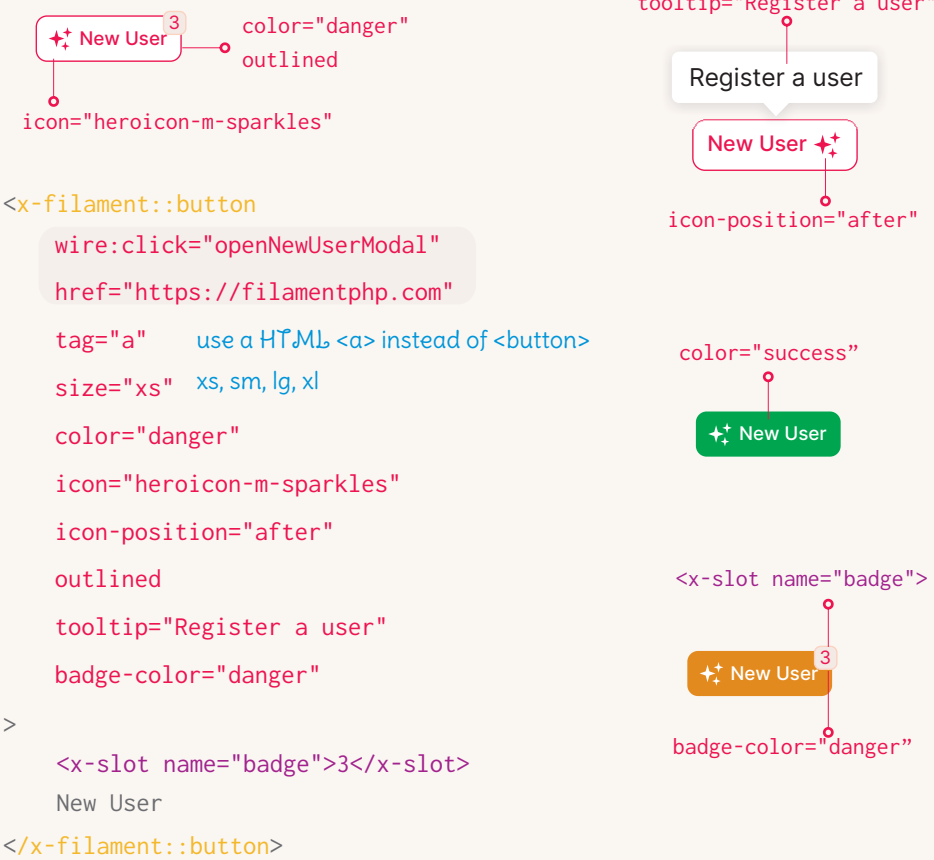 tooltip="Register a user"
3
New User
color="danger"
outlined
icon="heroicon-m-sparkles"
Register a user
New User
icon-position="after"
<x-filament::button
wire:click="openNewUserModal"
href="https://filamentphp.com"
tag="a" use a HTML <a> instead of <button>
size="xs" xs, sm, lg, xl
color="danger"
icon="heroicon-m-sparkles"
icon-position="after"
outlined
tooltip="Register a user"
badge-color="danger"
>
<x-slot name="badge">3</x-slot>
New User
</x-filament::button>
color="success”
New User
<x-slot name="badge">
3
New User
badge-color="danger”